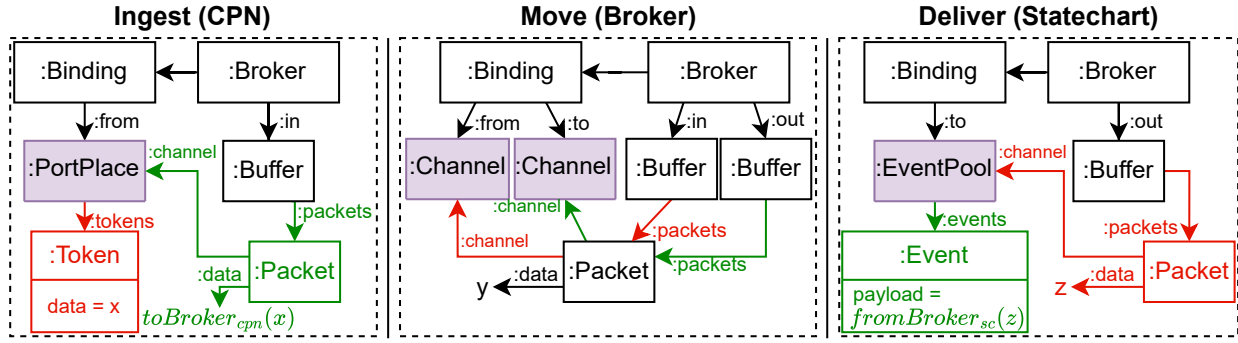 Ingest (CPN)
:Binding
:Broker
:from
:in
:PortPlace
:channel
:Buffer
:tokens
:packets
:Token
:data
:Packet
data = x
toBroker_cpn(x)
Move (Broker)
:Binding
:Broker
:from
:to
:in
:out
:Channel
:Channel
:Buffer
:Buffer
:channel
:packets
:channel
:packets
:data
:Packet
y
Deliver (Statechart)
:Binding
:Broker
:to
:out
:EventPool
:channel
:Buffer
:events
:packets
:Event
:data
:Packet
z
payload =
fromBroker_sc(z)